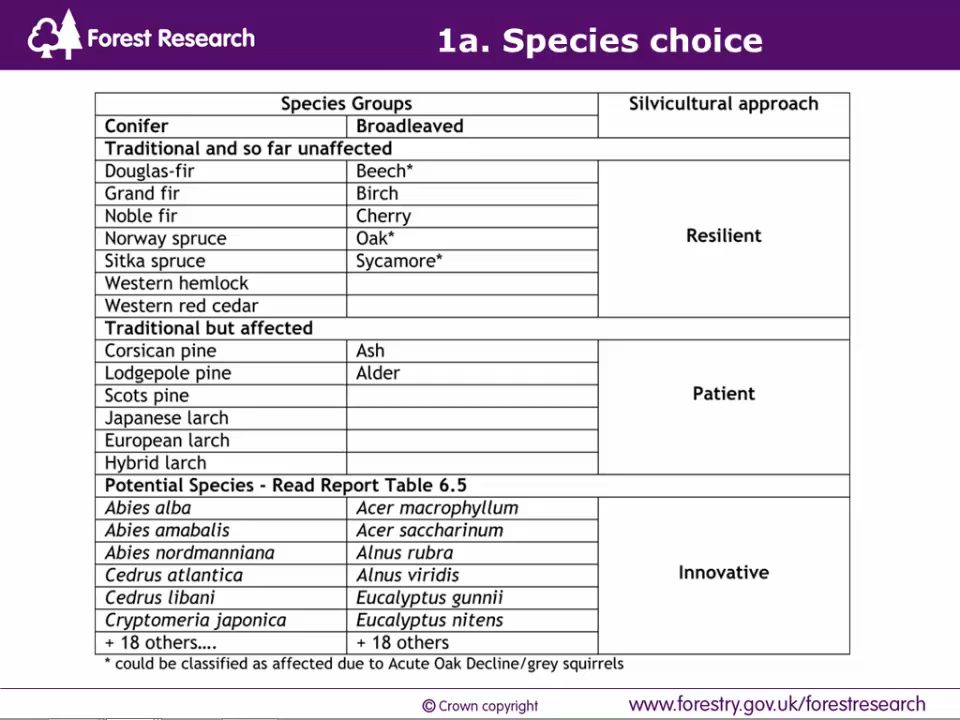 Forest Research
1a. Species choice
Species Groups Silvicultural approach
Conifer Broadleaved
Traditional and so far unaffected
Douglas-fir Beech*
Grand fir Birch
Noble fir Cherry
Norway spruce Oak*
Resilient
Sitka spruce Sycamore*
Western hemlock
Western red cedar
Traditional but affected
Corsican pine Ash
Lodgepole pine Alder
Scots pine
Patient
Japanese larch
European larch
Hybrid larch
Potential Species - Read Report Table 6.5
Abies alba Acer macrophyllum
Abies amabalis Acer saccharinum
Abies nordmanniana Alnus rubra
Cedrus atlantica Alnus viridis
Innovative
Cedrus libani Eucalyptus gunnii
Cryptomeria japonica Eucalyptus nitens
+ 18 others.... + 18 others
* could be classified as affected due to Acute Oak Decline/grey squirrels
© Crown copyright
www.forestry.gov.uk/forestresearch